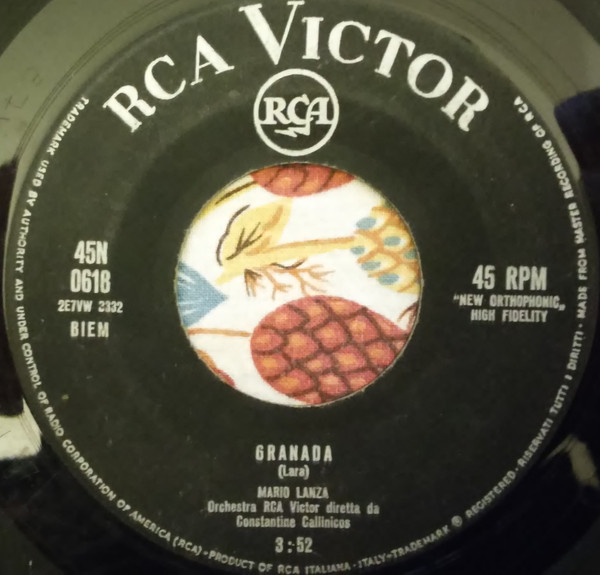 RCA VICTOR
RCA
45N
0618
2E7VW 3332
BIEM
45 RPM
"NEW ORTHOPHONIC„
HIGH FIDELITY
GRANADA
(Lara)
MARIO LANZA
Orchestra RCA Victor diretta da
Constantine Callinicos
3:52
TRADEMARK USED BY AUTHORITY AND UNDER CONTROL OF RADIO CORPORATION OF AMERICA (RCA) - PRODUCT OF RCA ITALIANA - ITALY - TRADEMARK ® REGISTERED - RISERVATI TUTTI I DIRITTI - MADE FROM MASTER RECORDING OF RCA